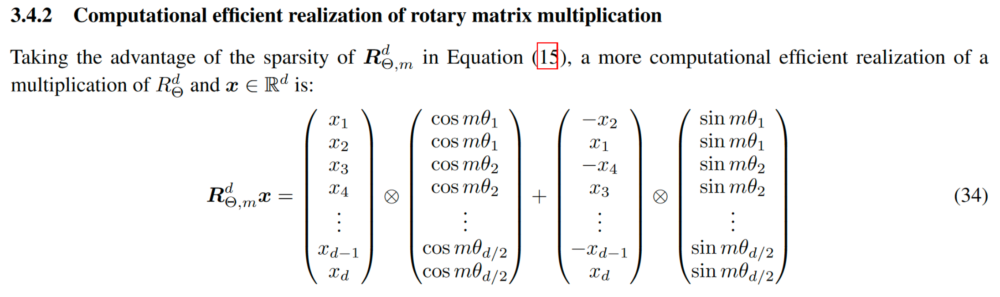 3.4.2 Computational efficient realization of rotary matrix multiplication
Taking the advantage of the sparsity of $\boldsymbol{R}^d_{\Theta,m}$ in Equation (15), a more computational efficient realization of a
multiplication of $R^d_{\Theta}$ and $\boldsymbol{x} \in \mathbb{R}^d$ is:
$$\boldsymbol{R}^d_{\Theta,m}\boldsymbol{x} = \begin{pmatrix} x_1 \\ x_2 \\ x_3 \\ x_4 \\ \vdots \\ x_{d-1} \\ x_d \end{pmatrix} \otimes \begin{pmatrix} \cos m\theta_1 \\ \cos m\theta_1 \\ \cos m\theta_2 \\ \cos m\theta_2 \\ \vdots \\ \cos m\theta_{d/2} \\ \cos m\theta_{d/2} \end{pmatrix} + \begin{pmatrix} -x_2 \\ x_1 \\ -x_4 \\ x_3 \\ \vdots \\ -x_{d-1} \\ x_d \end{pmatrix} \otimes \begin{pmatrix} \sin m\theta_1 \\ \sin m\theta_1 \\ \sin m\theta_2 \\ \sin m\theta_2 \\ \vdots \\ \sin m\theta_{d/2} \\ \sin m\theta_{d/2} \end{pmatrix} \quad (34)$$